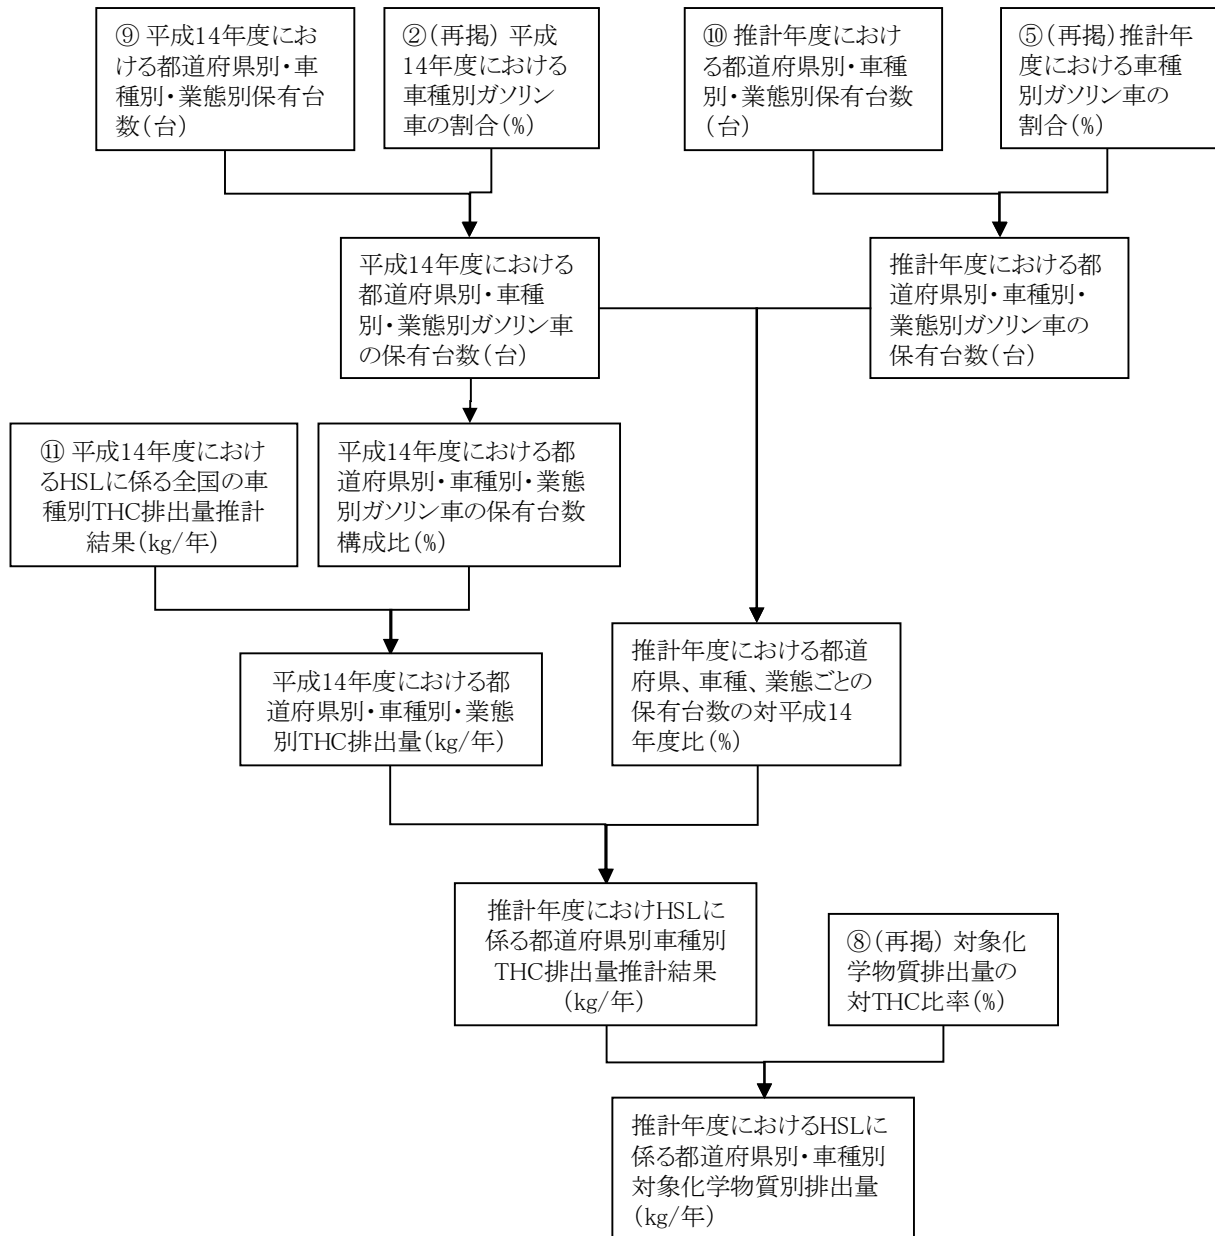 ⑨ 平成14年度にお
ける都道府県別・車
種別・業態別保有台
数(台)
②(再掲) 平成
14年度における
車種別ガソリン
車の割合(%)
⑩ 推計年度におけ
る都道府県別・車種
別・業態別保有台数
(台)
⑤(再掲)推計年
度における車種
別ガソリン車の
割合(%)
平成14年度における
都道府県別・車種
別・業態別ガソリン車
の保有台数(台)
推計年度における都
道府県別・車種別・
業態別ガソリン車の
保有台数(台)
⑪ 平成14年度におけ
るHSLに係る全国の車
種別THC排出量推計
結果(kg/年)
平成14年度における都
道府県別・車種別・業態
別ガソリン車の保有台数
構成比(%)
平成14年度における都
道府県別・車種別・業態
別THC排出量(kg/年)
推計年度における都道
府県、車種、業態ごとの
保有台数の対平成14
年度比(%)
推計年度におけHSLに
係る都道府県別車種別
THC排出量推計結果
(kg/年)
⑧(再掲) 対象化
学物質排出量の
対THC比率(%)
推計年度におけるHSLに
係る都道府県別・車種別
対象化学物質別排出量
(kg/年)